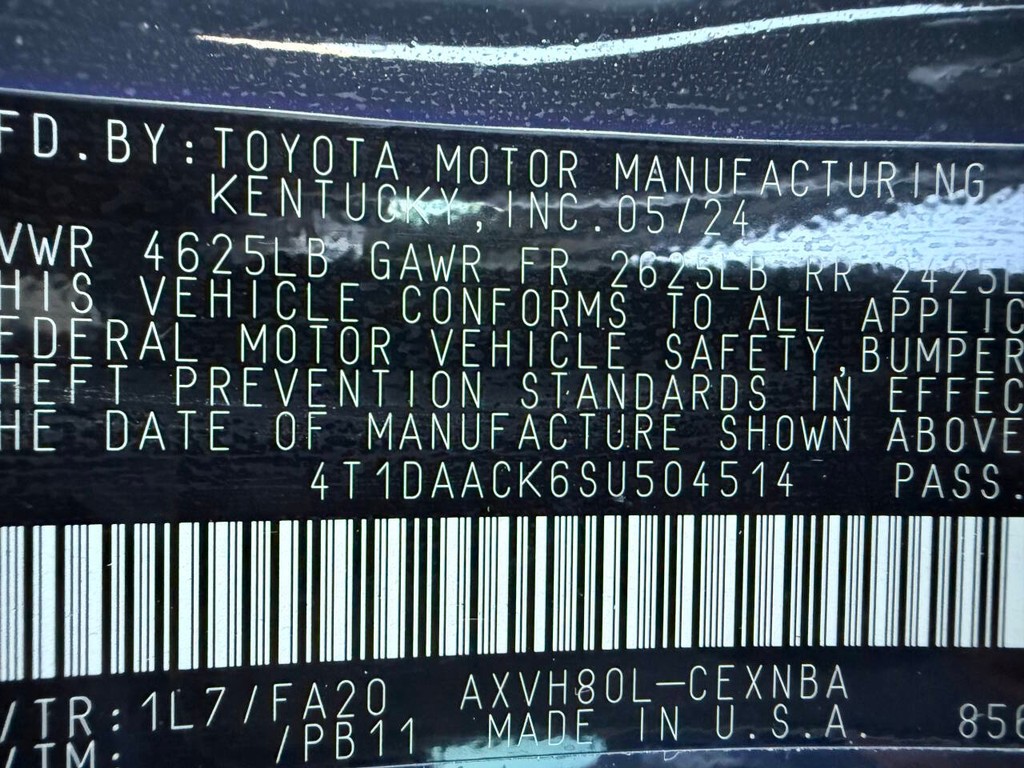 FD.BY:TOYOTA MOTOR MANUFACTURING
KENTUCKY,INC.05/24
VWR 4625LB GAWR FR 2625LB RR 2425L
HIS VEHICLE CONFORMS TO ALL APPLIC
EDERAL MOTOR VEHICLE SAFETY,BUMPER
HEFT PREVENTION STANDARDS IN EFFEC
HE DATE OF MANUFACTURE SHOWN ABOVE
4T1DAACK6SU504514 PASS.
/TR:1L7/FA20 AXVH80L-CEXNBA
/TM: /PB11 MADE IN U.S.A. 856